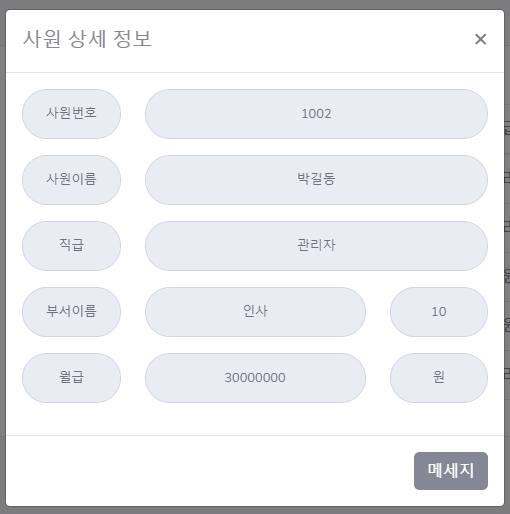 사원 상세 정보 ×
사원번호 1002
사원이름 박길동
직급 관리자
부서이름 인사 10
월급 30000000 원
메세지